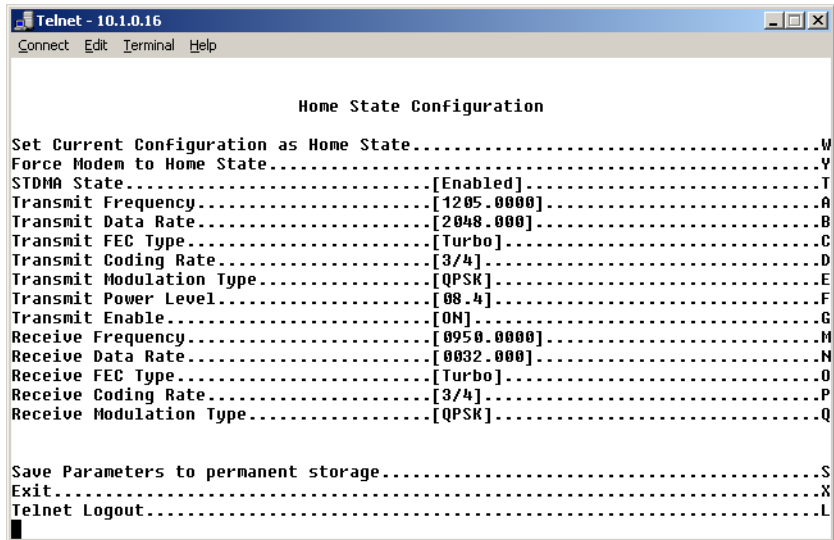 Telnet - 10.1.0.16
Connect Edit Terminal Help
Home State Configuration
Set Current Configuration as Home State........................................W
Force Modem to Home State......................................................Y
STDMA State..............................[Enabled].............................T
Transmit Frequency.......................[1205.0000]...........................A
Transmit Data Rate.......................[2048.000]............................B
Transmit FEC Type........................[Turbo]...............................C
Transmit Coding Rate.....................[3/4].................................D
Transmit Modulation Type.................[QPSK]................................E
Transmit Power Level.....................[08.4]................................F
Transmit Enable..........................[ON]..................................G
Receive Frequency........................[0950.0000]...........................M
Receive Data Rate........................[0032.000]............................N
Receive FEC Type.........................[Turbo]...............................O
Receive Coding Rate......................[3/4].................................P
Receive Modulation Type..................[QPSK]................................Q
Save Parameters to permanent storage...........................................S
Exit...........................................................................X
Telnet Logout..................................................................L